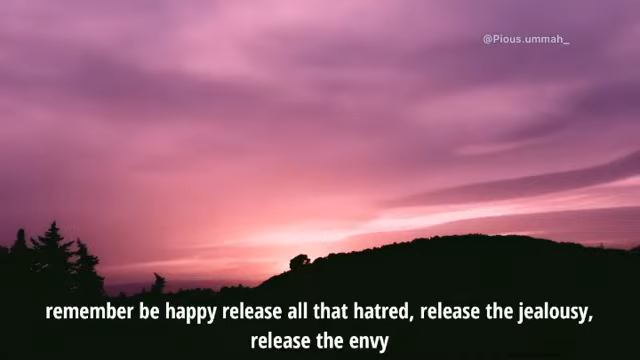 @Pious.ummah_
remember be happy release all that hatred, release the jealousy,
release the envy